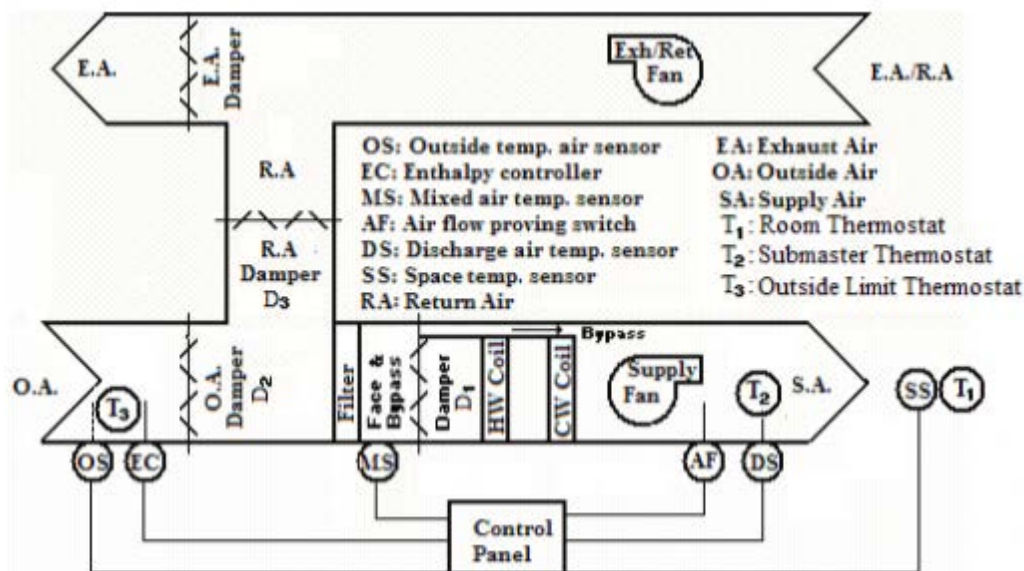 E.A.
E.A.
Damper
Exh/Ret
Fan
E.A./R.A
R.A
R.A
Damper
D3
OS: Outside temp. air sensor
EC: Enthalpy controller
MS: Mixed air temp. sensor
AF: Air flow proving switch
DS: Discharge air temp. sensor
SS: Space temp. sensor
RA: Return Air
EA: Exhaust Air
OA: Outside Air
SA: Supply Air
T1: Room Thermostat
T2: Submaster Thermostat
T3: Outside Limit Thermostat
O.A.
T3
O.A.
Damper
D2
Filter
Face &
Bypass
Damper
D1
HW Coil
CW Coil
Bypass
Supply
Fan
T2
S.A.
SS
T1
OS
EC
MS
AF
DS
Control
Panel